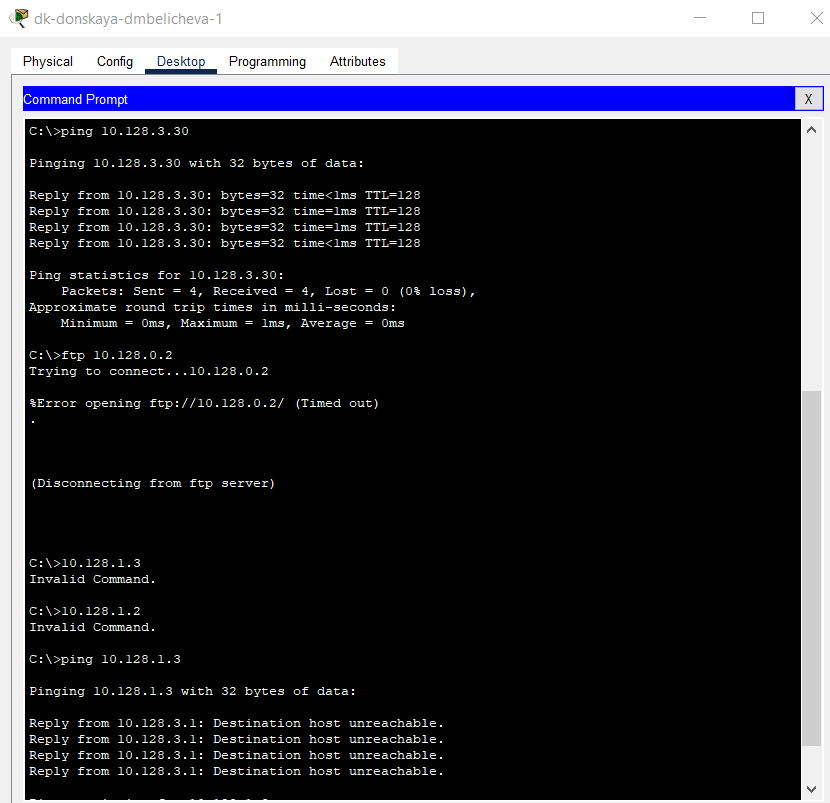 dk-donskaya-dmbelicheva-1
Physical Config Desktop Programming Attributes
Command Prompt X
C:\>ping 10.128.3.30
Pinging 10.128.3.30 with 32 bytes of data:
Reply from 10.128.3.30: bytes=32 time<1ms TTL=128
Reply from 10.128.3.30: bytes=32 time=1ms TTL=128
Reply from 10.128.3.30: bytes=32 time=1ms TTL=128
Reply from 10.128.3.30: bytes=32 time<1ms TTL=128
Ping statistics for 10.128.3.30:
Packets: Sent = 4, Received = 4, Lost = 0 (0% loss),
Approximate round trip times in milli-seconds:
Minimum = 0ms, Maximum = 1ms, Average = 0ms
C:\>ftp 10.128.0.2
Trying to connect...10.128.0.2
%Error opening ftp://10.128.0.2/ (Timed out)
.
(Disconnecting from ftp server)
C:\>10.128.1.3
Invalid Command.
C:\>10.128.1.2
Invalid Command.
C:\>ping 10.128.1.3
Pinging 10.128.1.3 with 32 bytes of data:
Reply from 10.128.3.1: Destination host unreachable.
Reply from 10.128.3.1: Destination host unreachable.
Reply from 10.128.3.1: Destination host unreachable.
Reply from 10.128.3.1: Destination host unreachable.